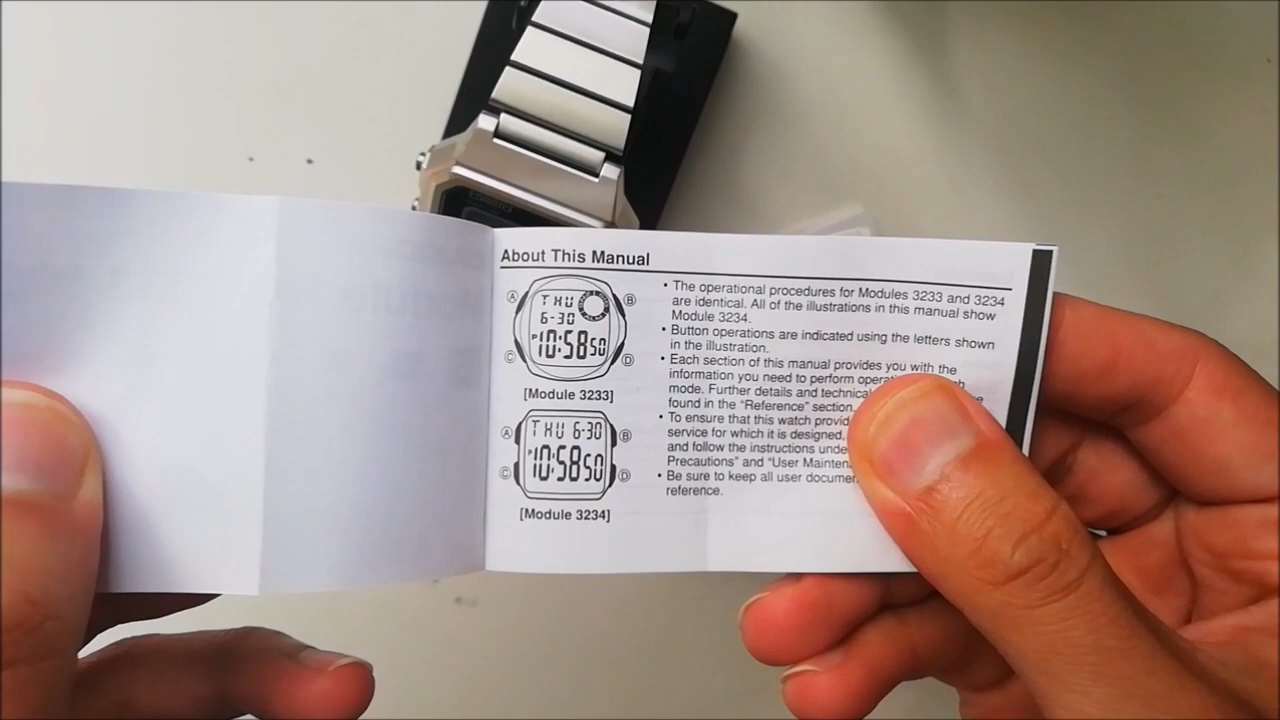 About This Manual
A
B
THU
6-30
P 10:58 50
C
D
[Module 3233]
A
B
THU 6-30
P 10:58 50
C
D
[Module 3234]
• The operational procedures for Modules 3233 and 3234
are identical. All of the illustrations in this manual show
Module 3234.
• Button operations are indicated using the letters shown
in the illustration.
• Each section of this manual provides you with the
information you need to perform
mode. Further details and technical
found in the “Reference” section.
• To ensure that this watch
service for which it is designed,
and follow the instructions
Precautions” and “User
• Be sure to keep all user
reference.